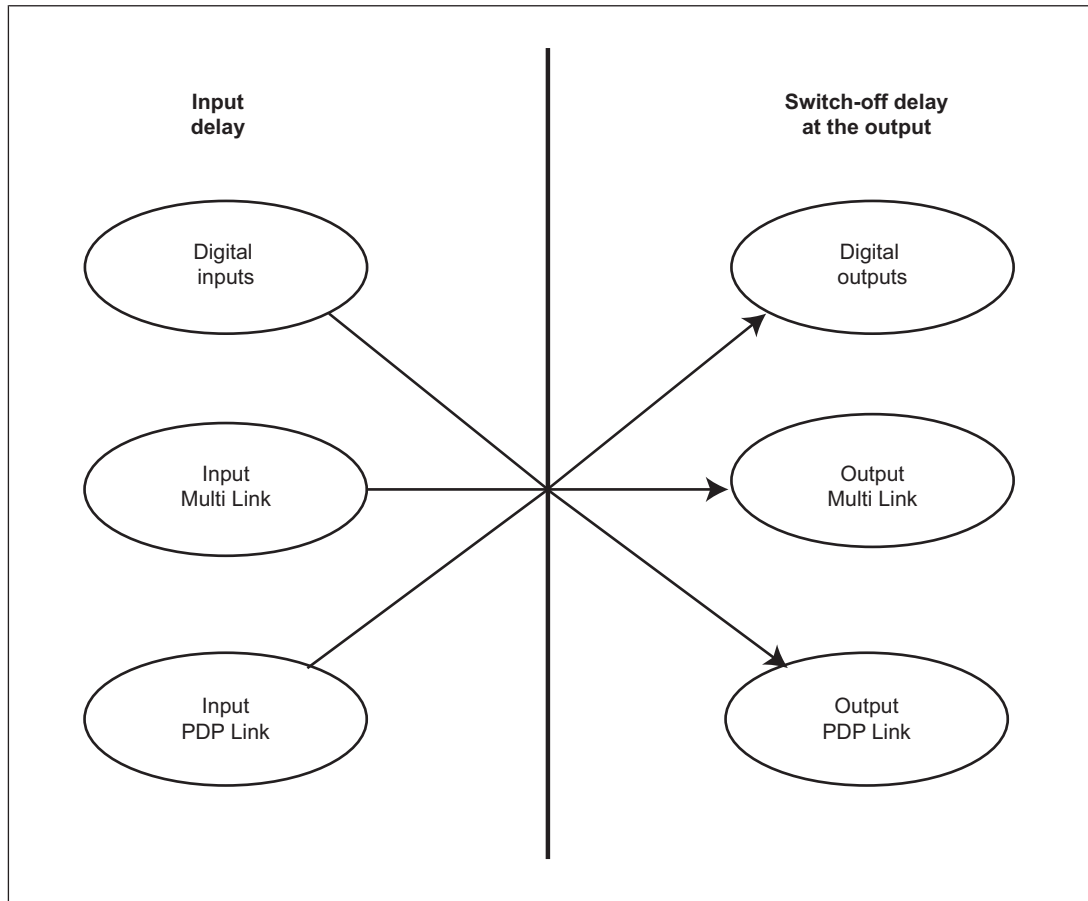 Input
delay
Switch-off delay
at the output
Digital
inputs
Digital
outputs
Input
Multi Link
Output
Multi Link
Input
PDP Link
Output
PDP Link